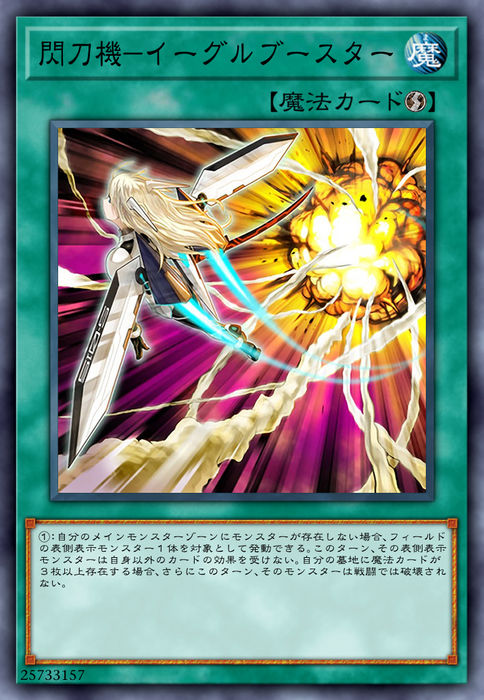 閃刀機−イーグルブースター 魔
【魔法カード】
①：自分のメインモンスターゾーンにモンスターが存在しない場合、フィールド
の表側表示モンスター１体を対象として発動できる。このターン、その表側表示
モンスターは自身以外のカードの効果を受けない。自分の墓地に魔法カードが
３枚以上存在する場合、さらにこのターン、そのモンスターは戦闘では破壊され
ない。
25733157